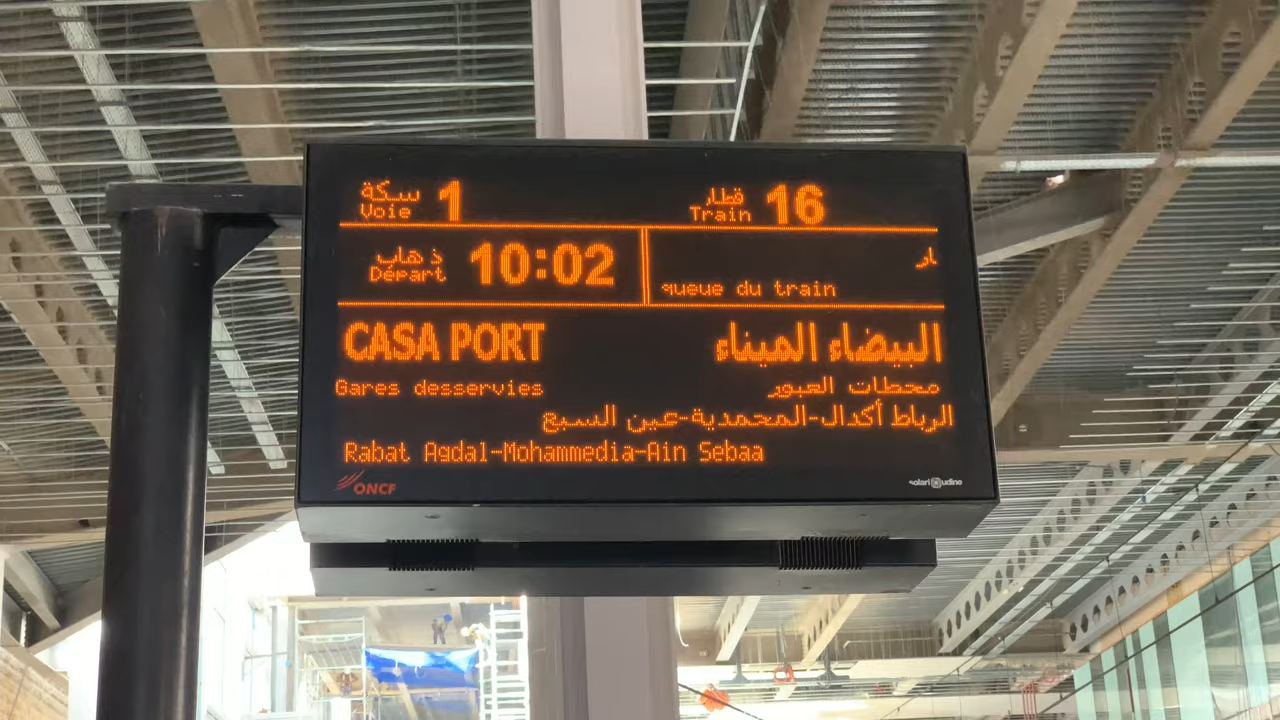 سكة 1 قطار 16
Voie Train
ذهاب 10:02
Départ queue du train
CASA PORT البيضاء الميناء
Gares desservies محطات العبور
الرباط أكدال-المحمدية-عين السبع
Rabat Agdal-Mohammedia-Ain Sebaa
ONCF solari udine